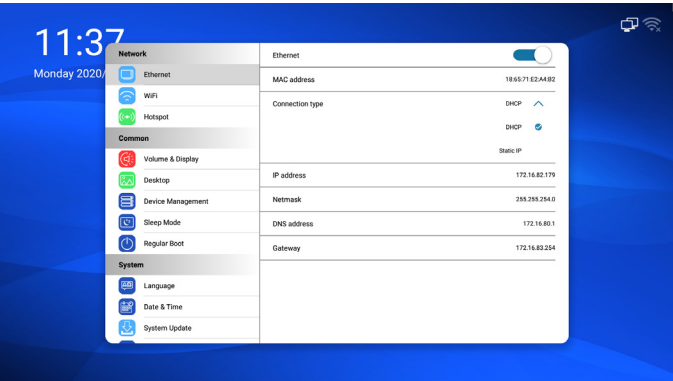 11:37
Monday 2020/
Network
Ethernet
WiFi
Hotspot
Common
Volume & Display
Desktop
Device Management
Sleep Mode
Regular Boot
System
Language
Date & Time
System Update
Ethernet
MAC address 18:65:71:E2:A4:B2
Connection type DHCP
DHCP
Static IP
IP address 172.16.82.179
Netmask 255.255.254.0
DNS address 172.16.80.1
Gateway 172.16.83.254